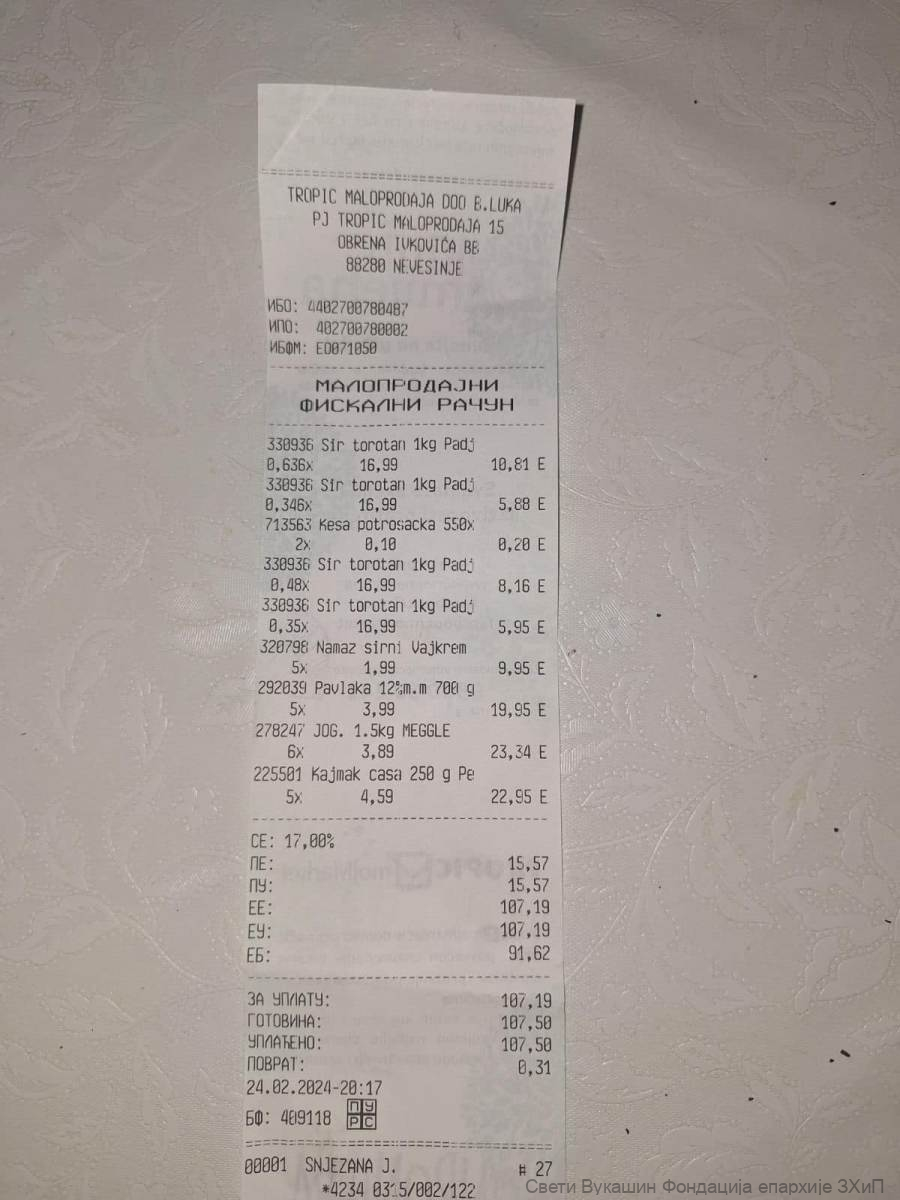 TROPIC MALOPRODAJA DOO B.LUKA
PJ TROPIC MALOPRODAJA 15
OBRENA IVKOVIĆA BB
88280 NEVESINJE
ИБО: 4402700780487
ИПО: 402700780002
ИБФМ: ED071050
МАЛОПРОДАЈНИ
ФИСКАЛНИ РАЧУН
330936 Sir torotan 1kg Padj
0,636x 16,99 10,81 E
330936 Sir torotan 1kg Padj
0,346x 16,99 5,88 E
713563 Kesa potrosacka 550x
2x 0,10 0,20 E
330936 Sir torotan 1kg Padj
0,48x 16,99 8,16 E
330936 Sir torotan 1kg Padj
0,35x 16,99 5,95 E
320798 Namaz sirni Vajkrem
5x 1,99 9,95 E
292039 Pavlaka 12%m.m 700 g
5x 3,99 19,95 E
278247 JOG. 1.5kg MEGGLE
6x 3,89 23,34 E
225501 Kajmak casa 250 g Pe
5x 4,59 22,95 E
СЕ: 17,00%
ПЕ: 15,57
ПУ: 15,57
ЕЕ: 107,19
ЕУ: 107,19
ЕБ: 91,62
ЗА УПЛАТУ: 107,19
ГОТОВИНА: 107,50
УПЛАЋЕНО: 107,50
ПОВРАТ: 0,31
24.02.2024-20:17
БФ: 409118 ПУРС
00001 SNJEZANA J. # 27
*4234 0315/002/122
Свети Вукашин Фондација епархије ЗХиП